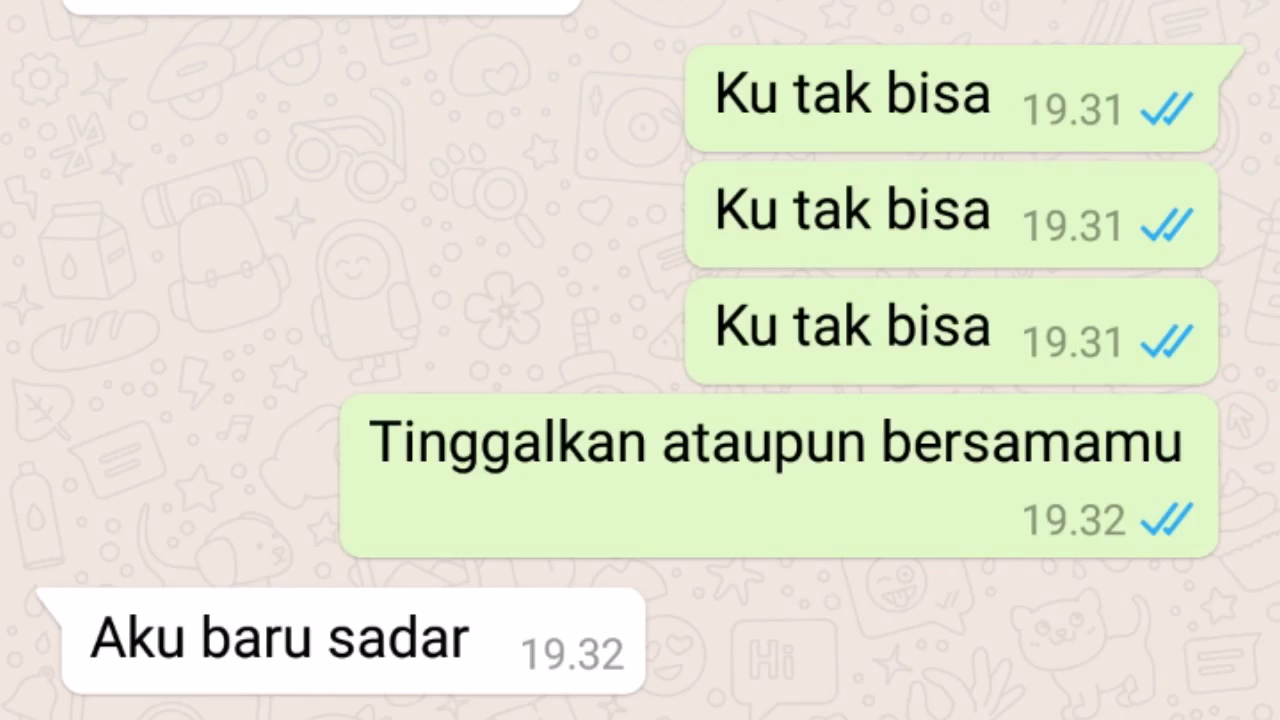 Ku tak bisa 19.31
Ku tak bisa 19.31
Ku tak bisa 19.31
Tinggalkan ataupun bersamamu
19.32
Aku baru sadar 19.32
Hi